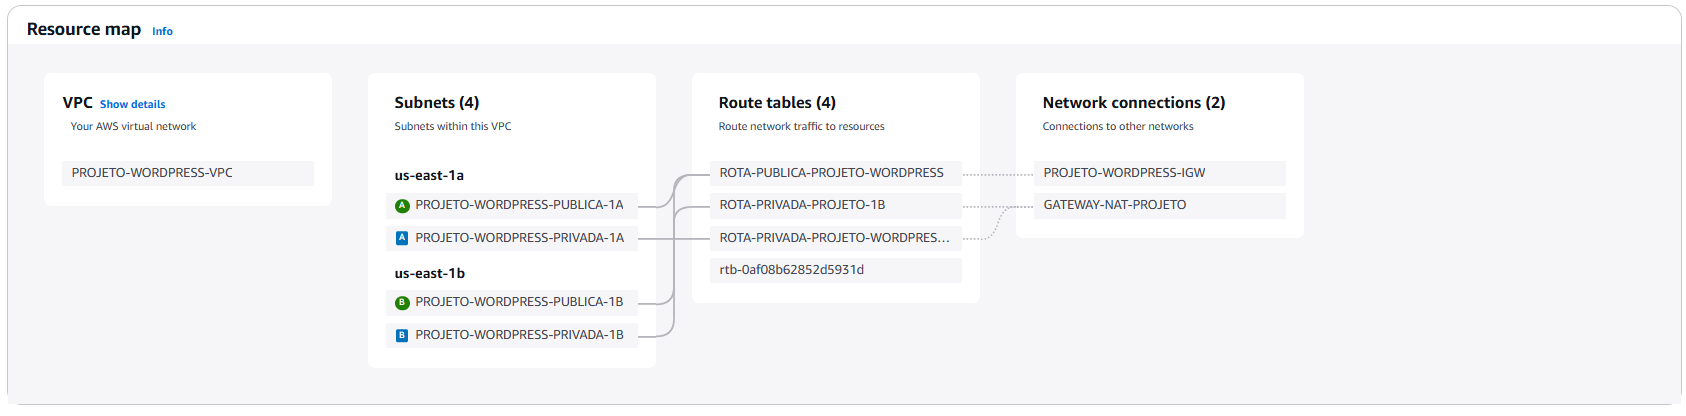 Resource map Info
VPC Show details
Your AWS virtual network
PROJETO-WORDPRESS-VPC
Subnets (4)
Subnets within this VPC
us-east-1a
A PROJETO-WORDPRESS-PUBLICA-1A
A PROJETO-WORDPRESS-PRIVADA-1A
us-east-1b
B PROJETO-WORDPRESS-PUBLICA-1B
B PROJETO-WORDPRESS-PRIVADA-1B
Route tables (4)
Route network traffic to resources
ROTA-PUBLICA-PROJETO-WORDPRESS
ROTA-PRIVADA-PROJETO-1B
ROTA-PRIVADA-PROJETO-WORDPRES...
rtb-0af08b62852d5931d
Network connections (2)
Connections to other networks
PROJETO-WORDPRESS-IGW
GATEWAY-NAT-PROJETO